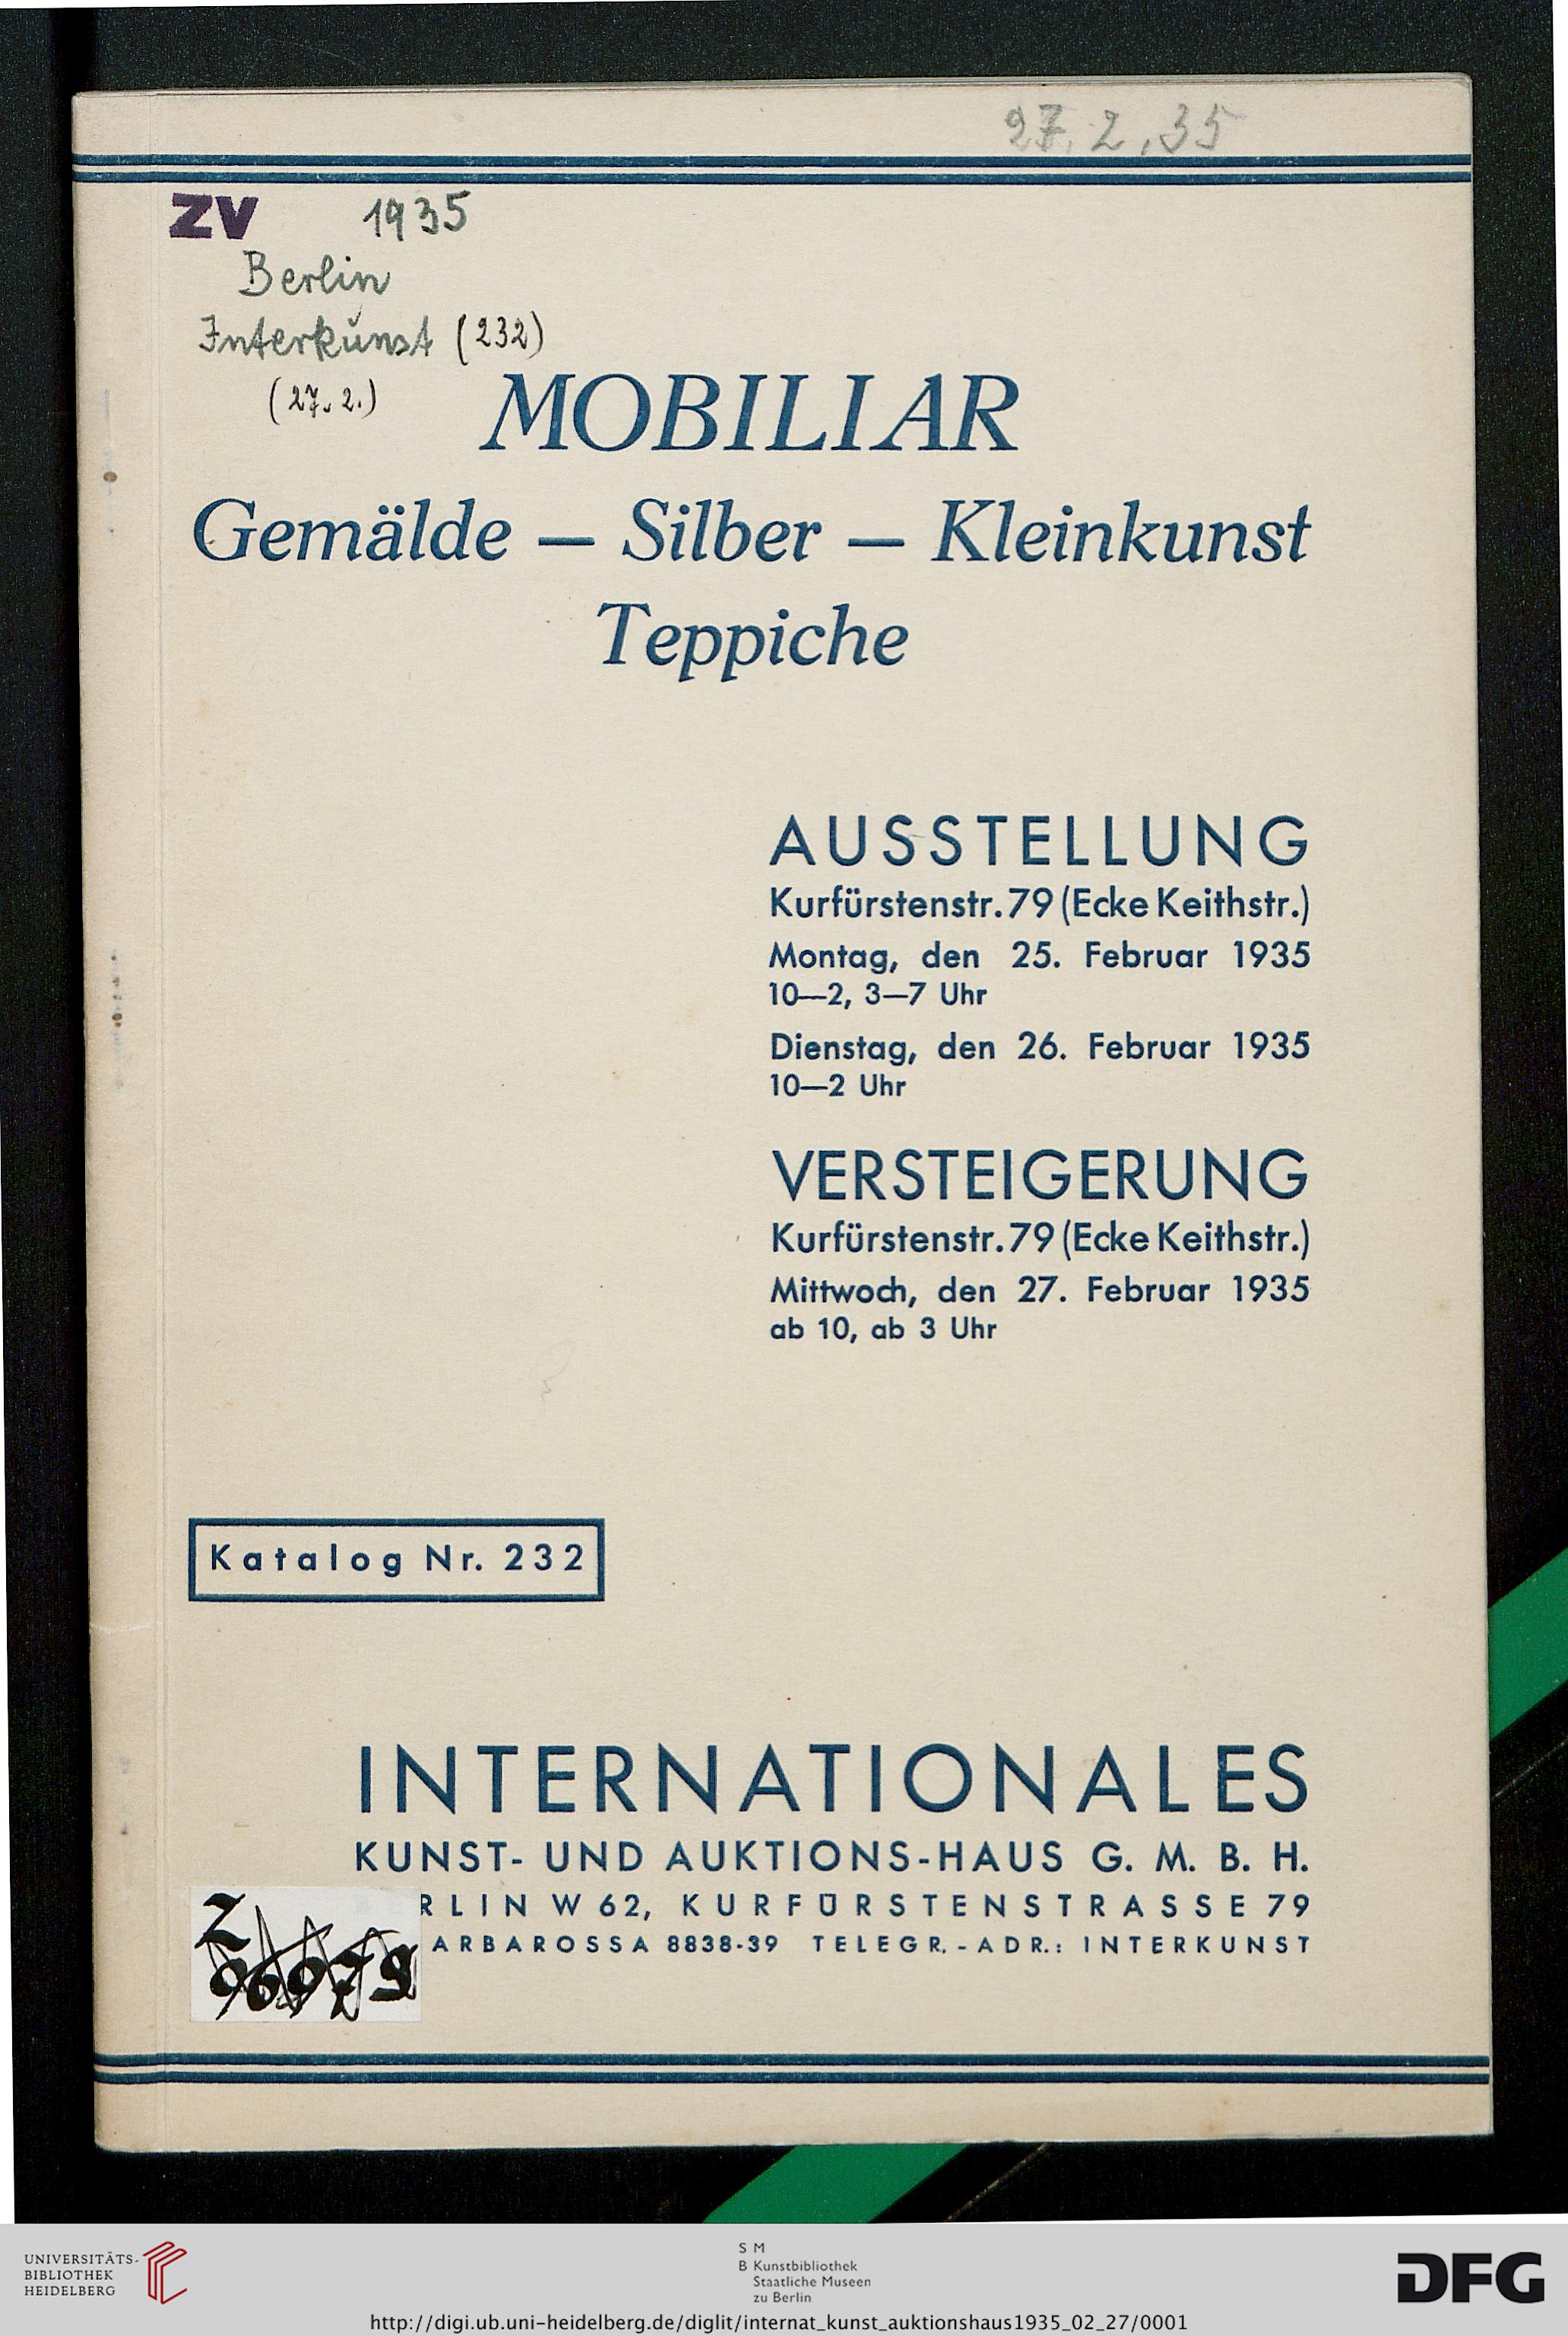 27.2.35
ZV 1935
Berlin
Interkunst (232)
(27.2.)
MOBILIAR
Gemälde — Silber — Kleinkunst
Teppiche
AUSSTELLUNG
Kurfürstenstr. 79 (Ecke Keithstr.)
Montag, den 25. Februar 1935
10—2, 3—7 Uhr
Dienstag, den 26. Februar 1935
10—2 Uhr
VERSTEIGERUNG
Kurfürstenstr. 79 (Ecke Keithstr.)
Mittwoch, den 27. Februar 1935
ab 10, ab 3 Uhr
Katalog Nr. 232
INTERNATIONALES
KUNST- UND AUKTIONS-HAUS G. M. B. H.
RLIN W 62, KURFÜRSTENSTRASSE 79
ARBAROSSA 8838-39 TELEGR.-ADR.: INTERKUNST
Z
UNIVERSITÄTS-
BIBLIOTHEK
HEIDELBERG
S M
B Kunstbibliothek
Staatliche Museen
zu Berlin
DFG
http://digi.ub.uni-heidelberg.de/diglit/internat_kunst_auktionshaus1935_02_27/0001